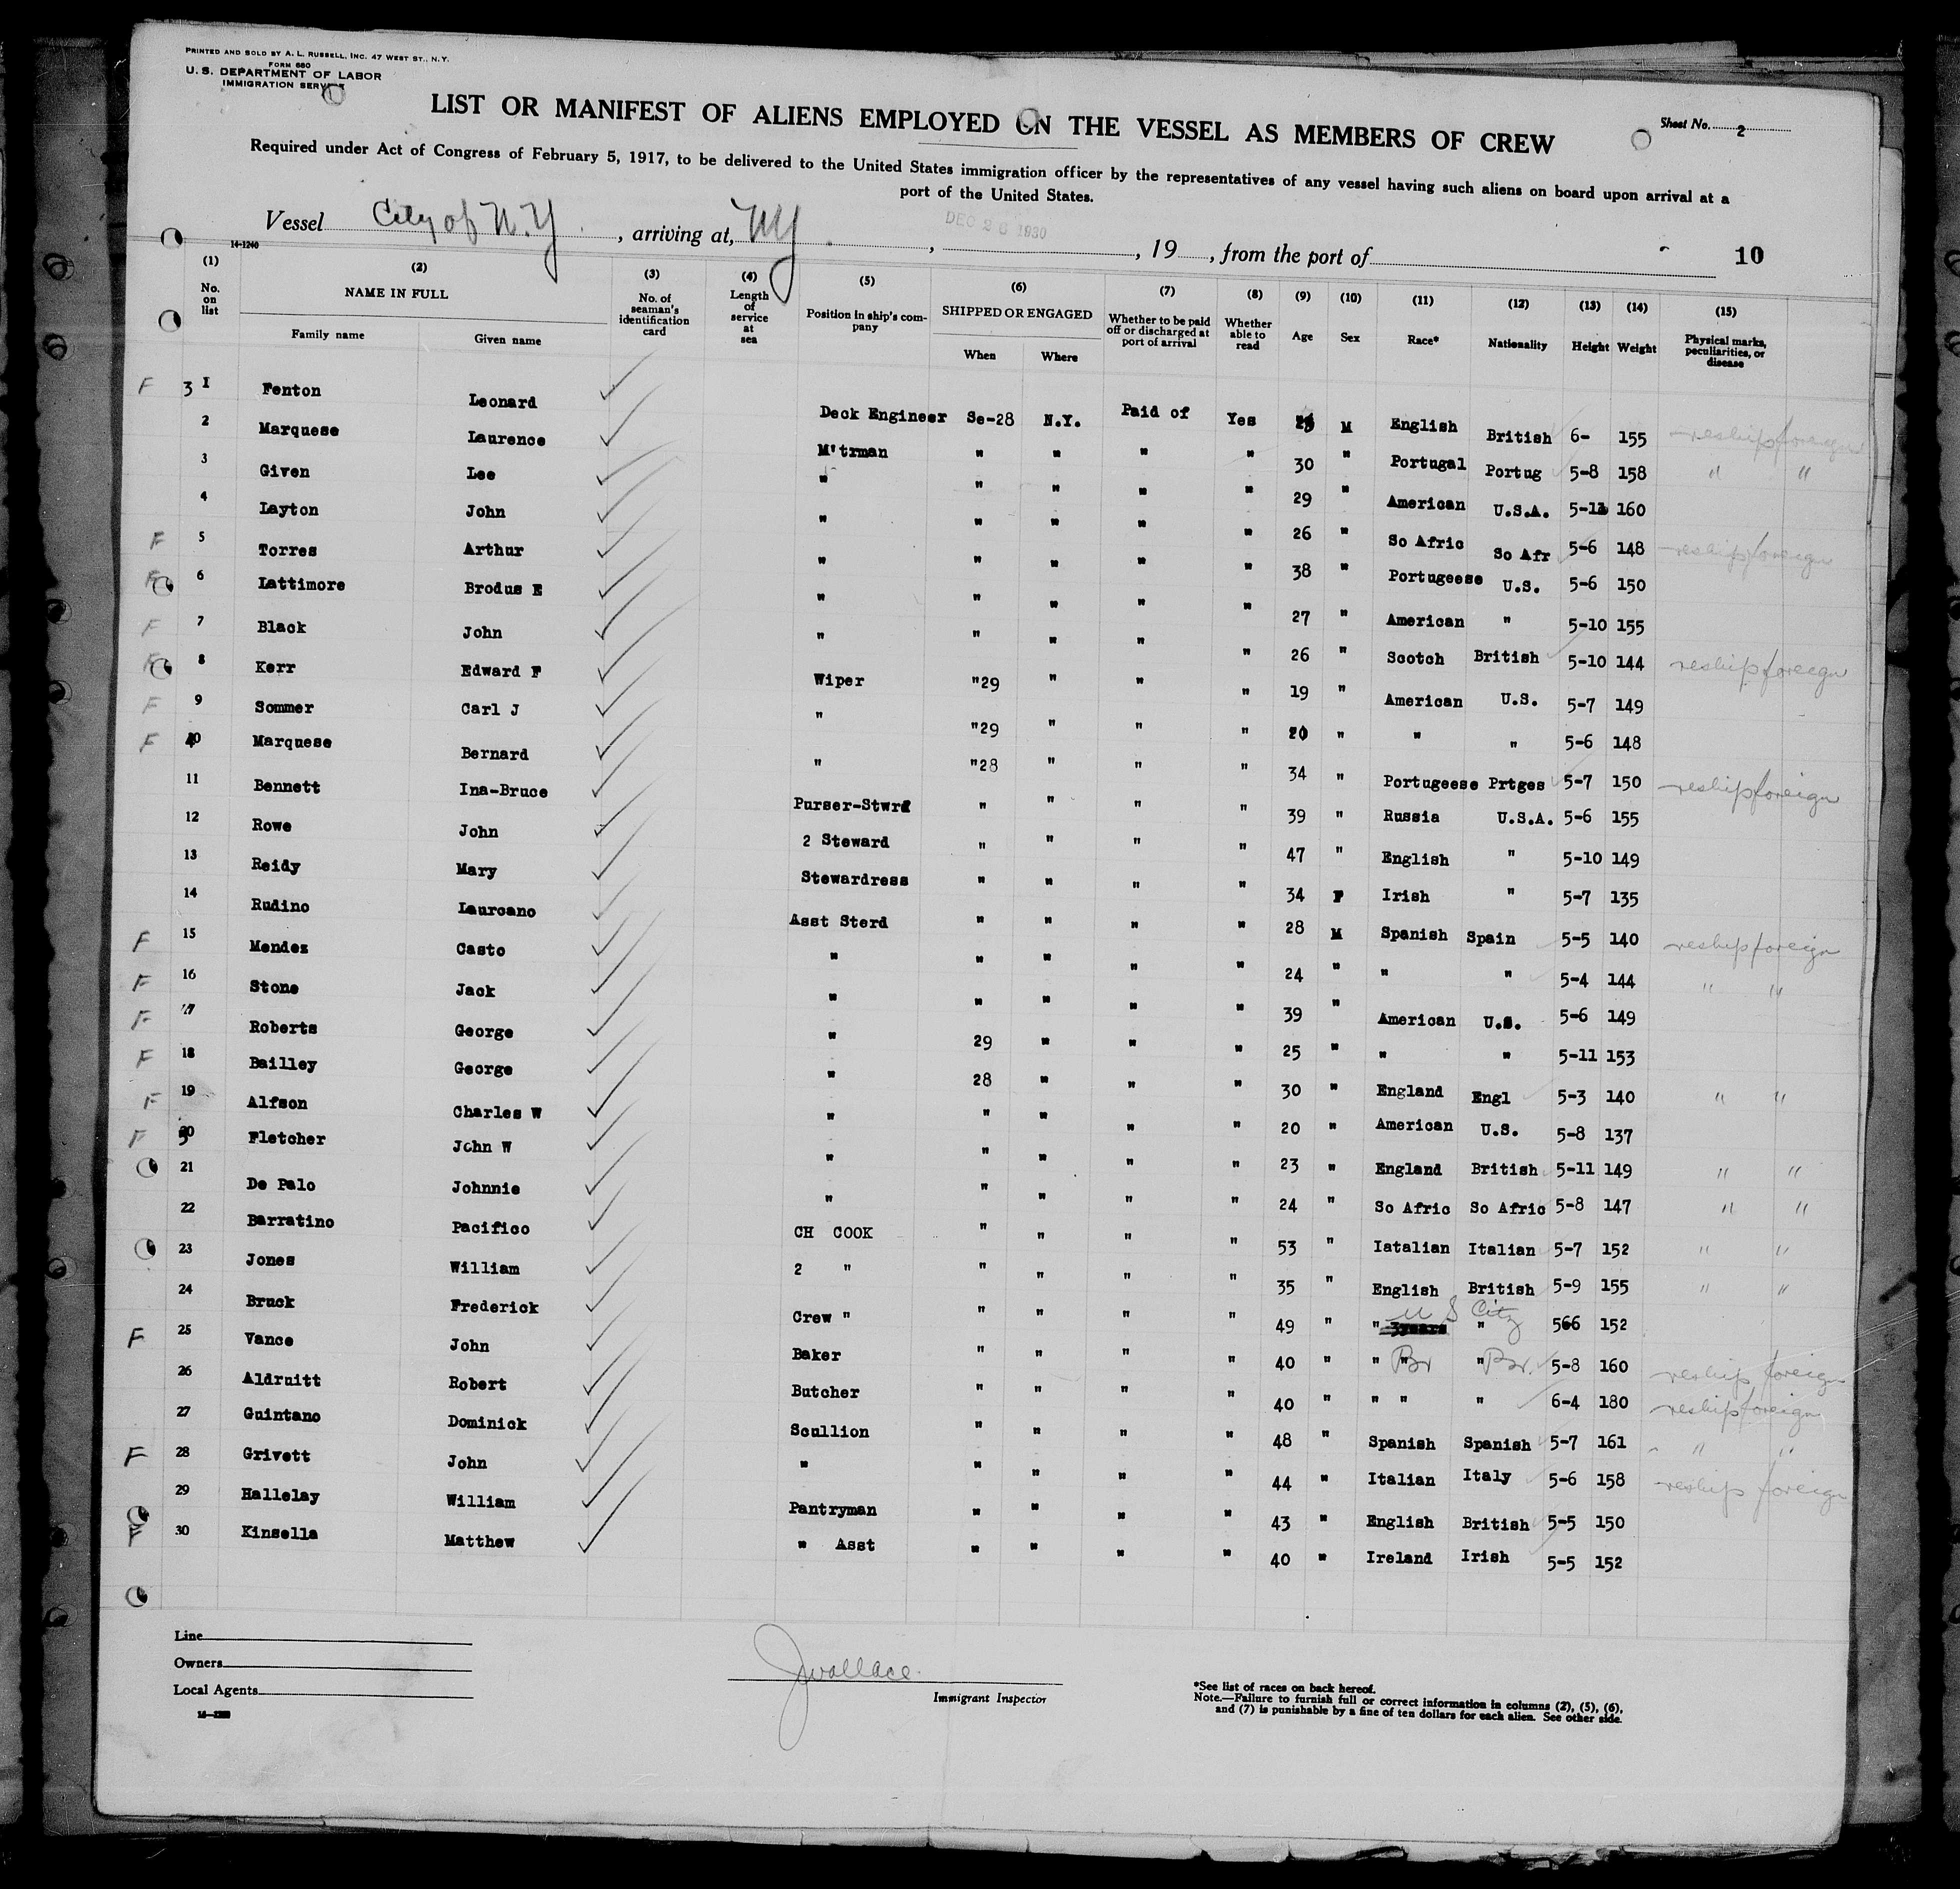 PRINTED AND SOLD BY A. L. RUSSELL, INC. 47 WEST ST., N.Y.
FORM 680
U. S. DEPARTMENT OF LABOR
IMMIGRATION SERVICE
LIST OR MANIFEST OF ALIENS EMPLOYED ON THE VESSEL AS MEMBERS OF CREW
Sheet No. 2
Required under Act of Congress of February 5, 1917, to be delivered to the United States immigration officer by the representatives of any vessel having such aliens on board upon arrival at a
port of the United States.
Vessel City of N.Y. , arriving at, NY. , DEC 26 1930 , 19 , from the port of 10
14-1240
(1) (2) (3) (4) (5) (6) (7) (8) (9) (10) (11) (12) (13) (14) (15)
No. on list NAME IN FULL Family name Given name No. of seaman's identification card Length of service at sea Position in ship's company SHIPPED OR ENGAGED When Where Whether to be paid off or discharged at port of arrival Whether able to read Age Sex Race* Nationality Height Weight Physical marks, peculiarities, or disease
F 3 1 Fenton Leonard Deck Engineer Se-28 N.Y. Paid of Yes M English British 6- 155 reship foreign
2 Marquese Laurence M'trman " " " " 30 " Portugal Portug 5-8 158 " "
3 Given Lee " " " " " 29 " American U.S.A. 5-11 160
4 Layton John " " " " " 26 " So Afric So Afr 5-6 148 reship foreign
F 5 Torres Arthur " " " " " 38 " Portugeese U.S. 5-6 150
F 6 Lattimore Brodus E " " " " " 27 " American " 5-10 155
F 7 Black John " " " " " 26 " Scotch British 5-10 144 reship foreign
F 8 Kerr Edward F Wiper "29 " " " 19 " American U.S. 5-7 149
F 9 Sommer Carl J " "29 " " " 20 " " " 5-6 148
F 10 Marquese Bernard " "28 " " " 34 " Portugeese Prtges 5-7 150 reship foreign
11 Bennett Ina-Bruce Purser-Stwrd " " " " 39 " Russia U.S.A. 5-6 155
12 Rowe John 2 Steward " " " " 47 " English " 5-10 149
13 Reidy Mary Stewardress " " " " 34 F Irish " 5-7 135
14 Rudino Laurcano Asst Sterd " " " " 28 M Spanish Spain 5-5 140 reship foreign
F 15 Mendez Casto " " " " " 24 " " " 5-4 144 " "
F 16 Stone Jack " " " " " 39 " American U.S. 5-6 149
F 17 Roberts George " 29 " " " 25 " " " 5-11 153
F 18 Bailley George " 28 " " " 30 " England Engl 5-3 140 " "
F 19 Alfson Charles W " " " " " 20 " American U.S. 5-8 137
F 20 Fletcher John W " " " " " 23 " England British 5-11 149 " "
21 De Palo Johnnie " " " " " 24 " So Afric So Afric 5-8 147 " "
22 Barratino Pacifico CH COOK " " " " 53 " Iatalian Italian 5-7 152 " "
23 Jones William 2 " " " " " 35 " English British 5-9 155 " "
24 Bruck Frederick Crew " " " " " 49 " " U S City " 566 152
F 25 Vance John Baker " " " " 40 " " Br " Br. 5-8 160 reship foreign
26 Aldruitt Robert Butcher " " " " 40 " " " " 6-4 180 reship foreign
27 Guintano Dominick Scullion " " " " 48 " Spanish Spanish 5-7 161 " "
F 28 Grivett John " " " " " 44 " Italian Italy 5-6 158 reship foreign
29 Hallelay William Pantryman " " " " 43 " English British 5-5 150
F 30 Kinsella Matthew " Asst " " " " 40 " Ireland Irish 5-5 152
Line
Owners
Local Agents
J Wallace.
Immigrant Inspector
*See list of races on back hereof.
Note.—Failure to furnish full or correct information in columns (2), (5), (6),
and (7) is punishable by a fine of ten dollars for each alien. See other side.